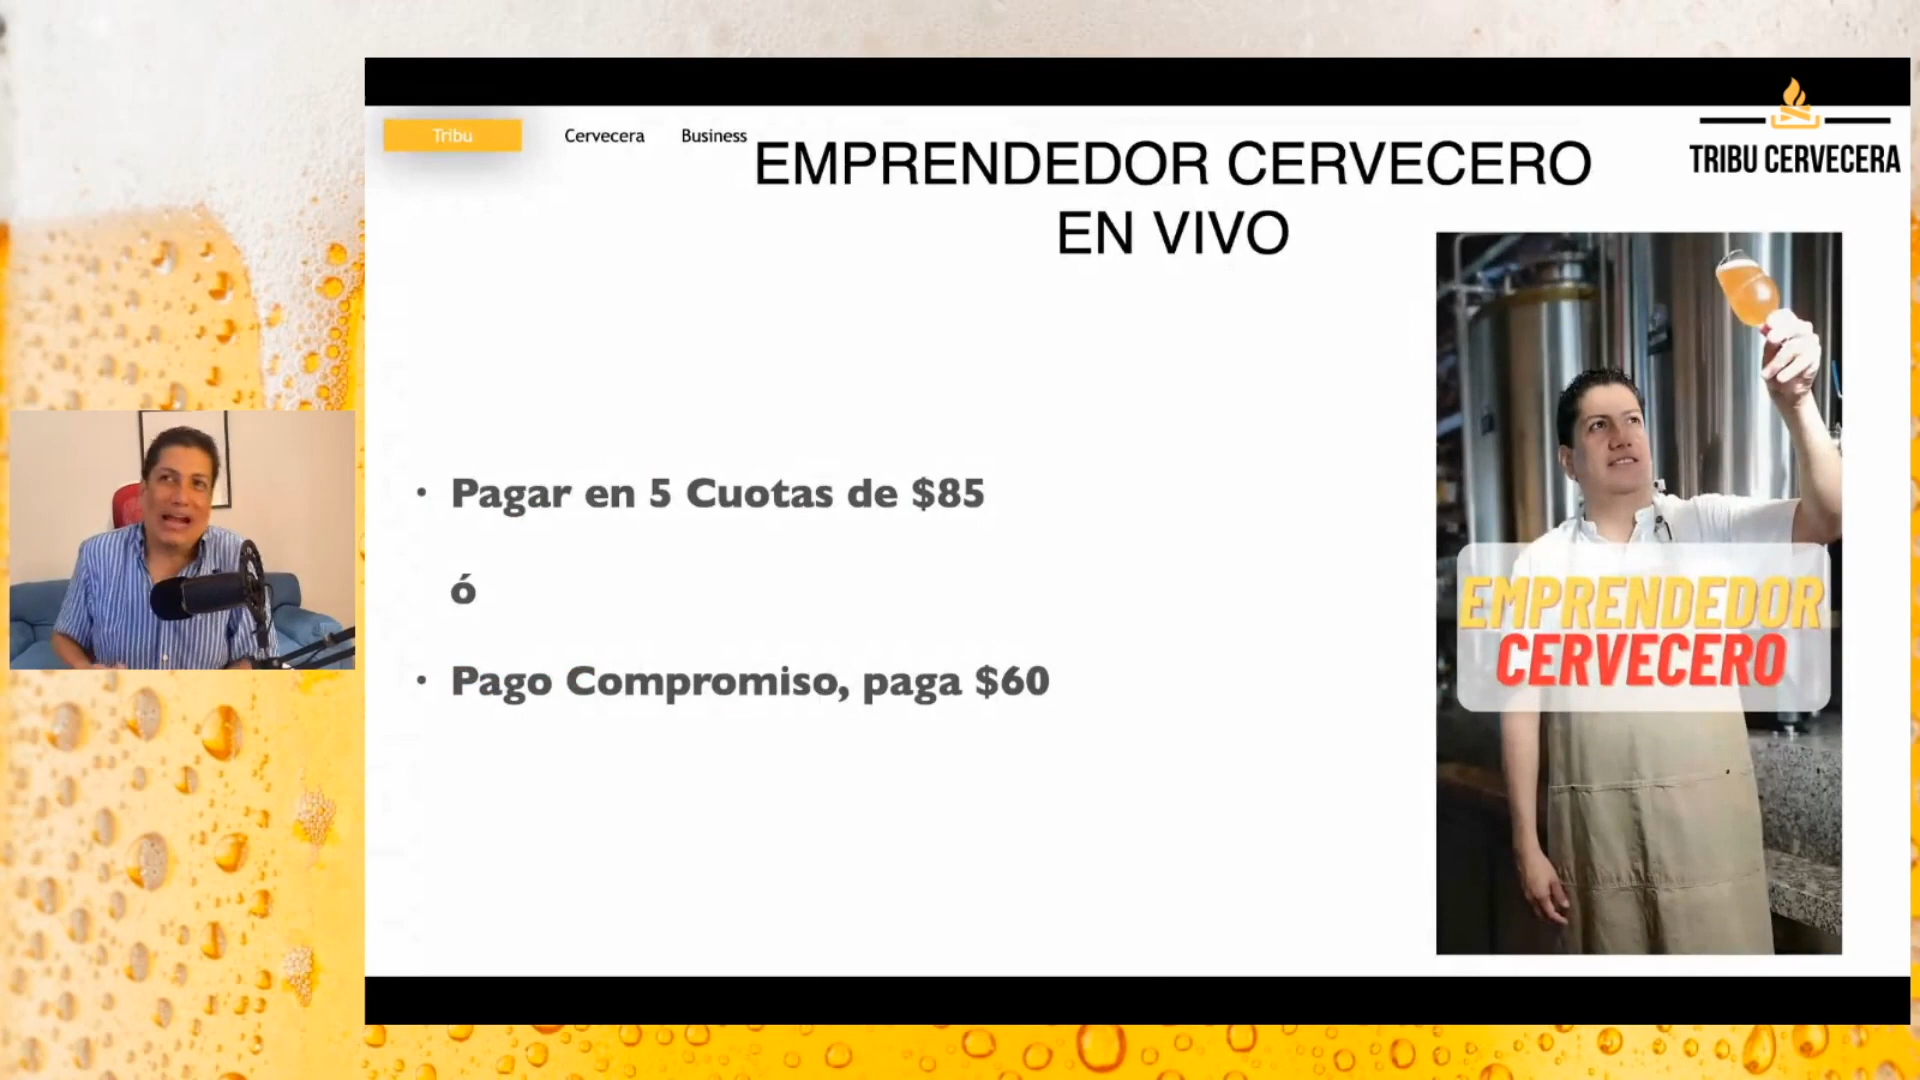 Tribu
Cervecera
Business
EMPRENDEDOR CERVECERO
EN VIVO
TRIBU CERVECERA
• Pagar en 5 Cuotas de $85
ó
• Pago Compromiso, paga $60
EMPRENDEDOR
CERVECERO